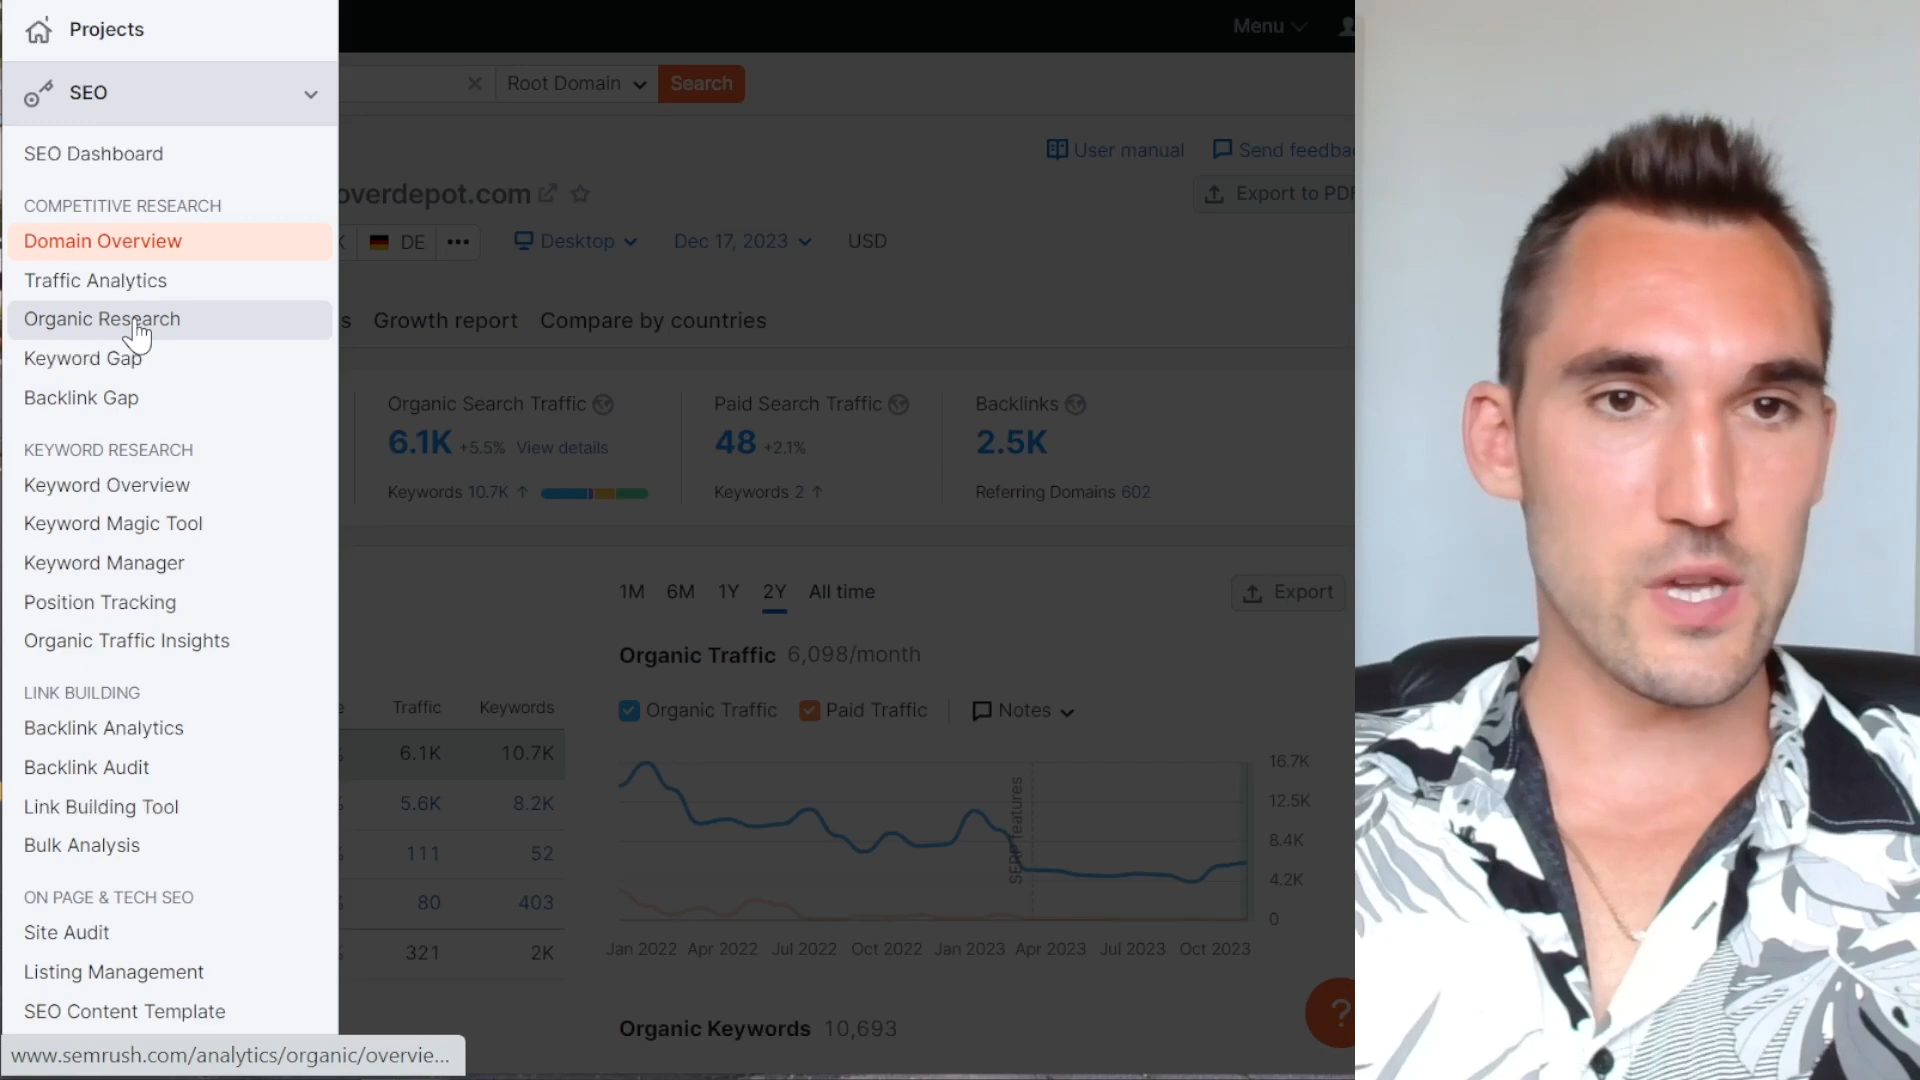 Projects
Menu
SEO
Root Domain
Search
SEO Dashboard
User manual
Send feedba
COMPETITIVE RESEARCH
overdepot.com
Export to PDF
Domain Overview
K
DE
•••
Desktop
Dec 17, 2023
USD
Traffic Analytics
Organic Research
s
Growth report
Compare by countries
Keyword Gap
Backlink Gap
Organic Search Traffic
Paid Search Traffic
Backlinks
6.1K +5.5% View details
48 +2.1%
2.5K
KEYWORD RESEARCH
Keyword Overview
Keywords 10.7K ↑
Keywords 2 ↑
Referring Domains 602
Keyword Magic Tool
Keyword Manager
Position Tracking
1M 6M 1Y 2Y All time
Export
Organic Traffic Insights
Organic Traffic 6,098/month
LINK BUILDING
Traffic Keywords
Organic Traffic
Paid Traffic
Notes
Backlink Analytics
6.1K 10.7K
Backlink Audit
5.6K 8.2K
Link Building Tool
Bulk Analysis
111 52
80 403
321 2K
16.7K
12.5K
8.4K
4.2K
0
SERP features
ON PAGE & TECH SEO
Site Audit
Jan 2022 Apr 2022 Jul 2022 Oct 2022 Jan 2023 Apr 2023 Jul 2023 Oct 2023
Listing Management
SEO Content Template
?
Organic Keywords 10,693
www.semrush.com/analytics/organic/overvie...